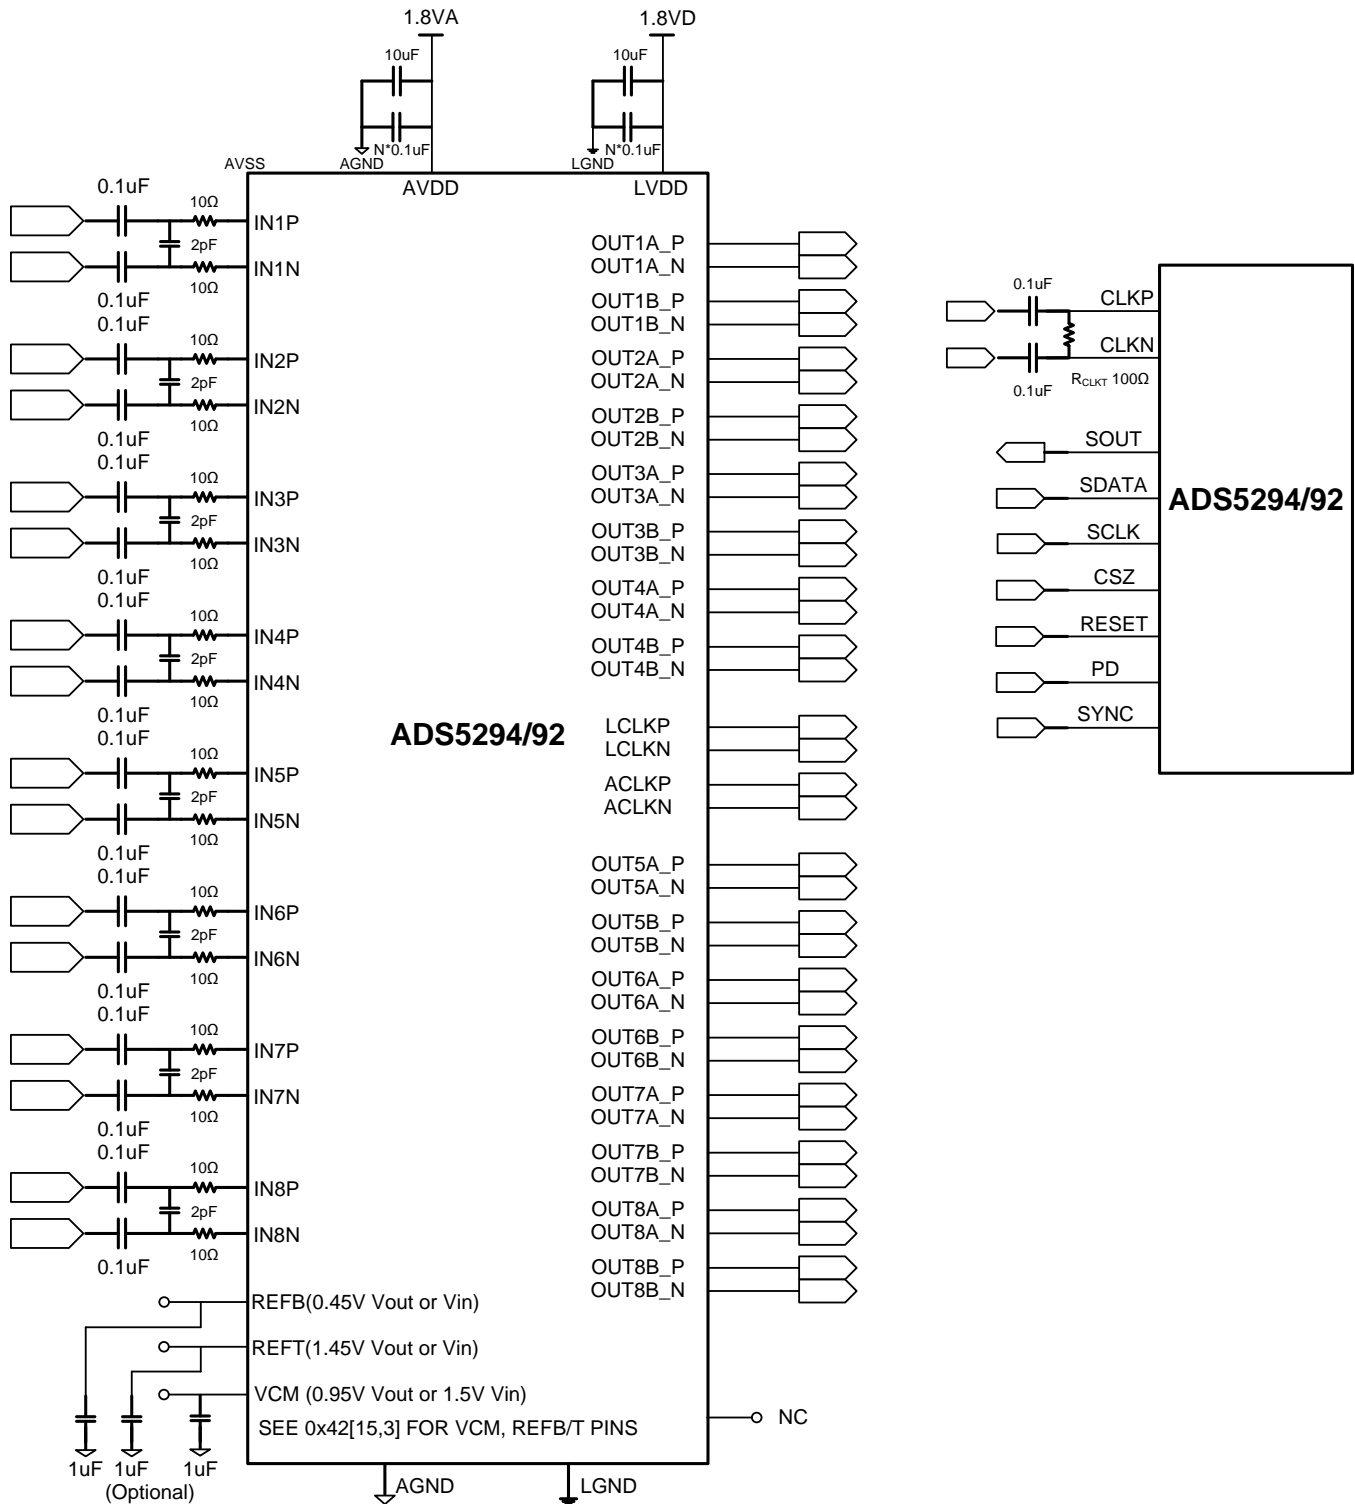 1.8VA
1.8VD
10uF
10uF
N*0.1uF
N*0.1uF
AVSS
AGND
LGND
AVDD
LVDD
0.1uF
10Ω
IN1P
2pF
IN1N
10Ω
0.1uF
0.1uF
10Ω
IN2P
2pF
IN2N
10Ω
0.1uF
0.1uF
10Ω
IN3P
2pF
IN3N
10Ω
0.1uF
0.1uF
10Ω
IN4P
2pF
IN4N
10Ω
0.1uF
0.1uF
10Ω
IN5P
2pF
IN5N
10Ω
0.1uF
0.1uF
10Ω
IN6P
2pF
IN6N
10Ω
0.1uF
0.1uF
10Ω
IN7P
2pF
IN7N
10Ω
0.1uF
0.1uF
10Ω
IN8P
2pF
IN8N
10Ω
0.1uF
REFB(0.45V Vout or Vin)
REFT(1.45V Vout or Vin)
VCM (0.95V Vout or 1.5V Vin)
SEE 0x42[15,3] FOR VCM, REFB/T PINS
1uF
1uF
1uF
(Optional)
AGND
LGND
ADS5294/92
OUT1A_P
OUT1A_N
OUT1B_P
OUT1B_N
OUT2A_P
OUT2A_N
OUT2B_P
OUT2B_N
OUT3A_P
OUT3A_N
OUT3B_P
OUT3B_N
OUT4A_P
OUT4A_N
OUT4B_P
OUT4B_N
LCLKP
LCLKN
ACLKP
ACLKN
OUT5A_P
OUT5A_N
OUT5B_P
OUT5B_N
OUT6A_P
OUT6A_N
OUT6B_P
OUT6B_N
OUT7A_P
OUT7A_N
OUT7B_P
OUT7B_N
OUT8A_P
OUT8A_N
OUT8B_P
OUT8B_N
NC
0.1uF
CLKP
CLKN
0.1uF
RCLKT 100Ω
SOUT
SDATA
SCLK
CSZ
RESET
PD
SYNC
ADS5294/92